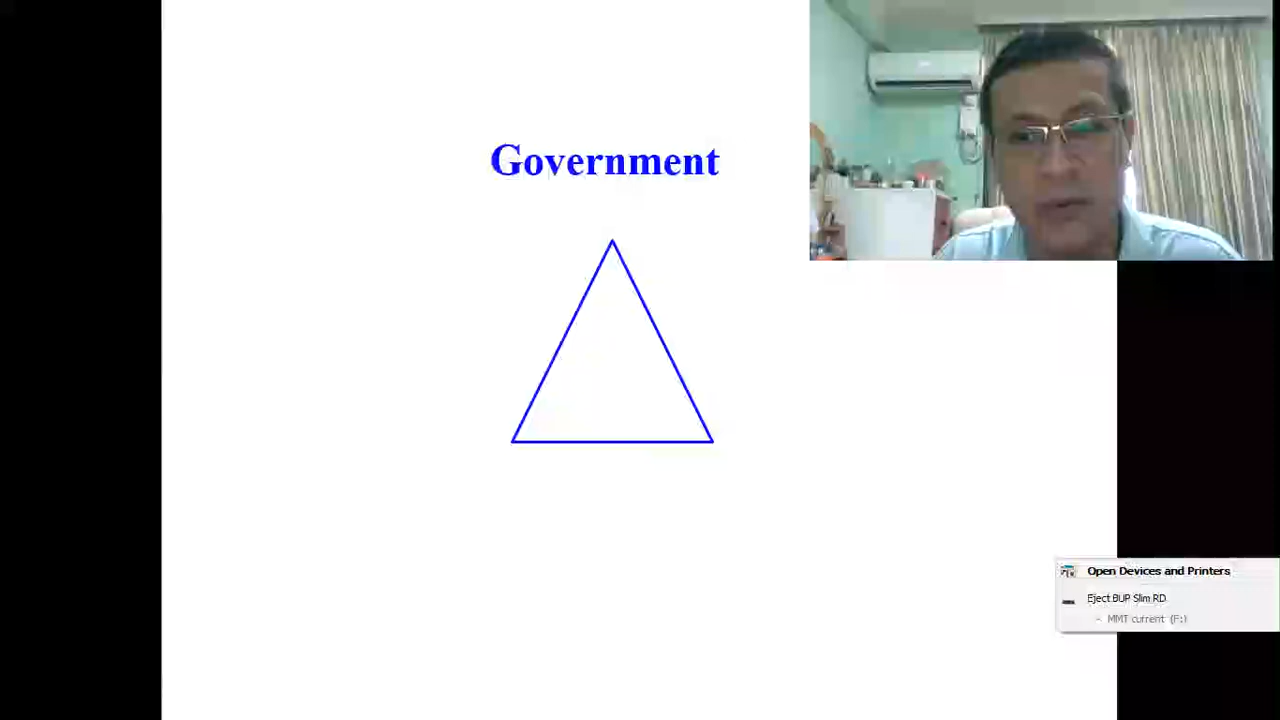 Government
Open Devices and Printers
Eject BUP Slim RD
- MMT current (F:)